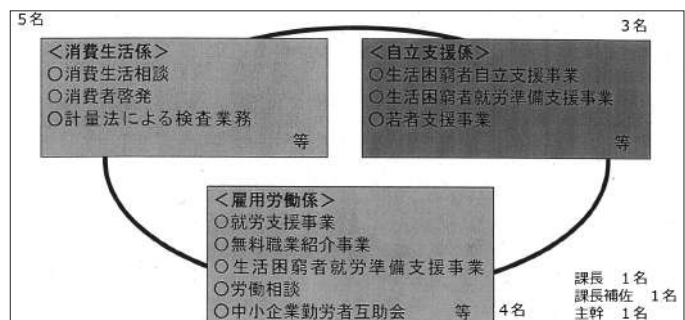 5名
<消費生活係>
○消費生活相談
○消費者啓発
○計量法による検査業務
等
3名
<自立支援係>
○生活困窮者自立支援事業
○生活困窮者就労準備支援事業
○若者支援事業
等
<雇用労働係>
○就労支援事業
○無料職業紹介事業
○生活困窮者就労準備支援事業
○労働相談
○中小企業勤労者互助会 等
4名
課長 1名
課長補佐 1名
主幹 1名